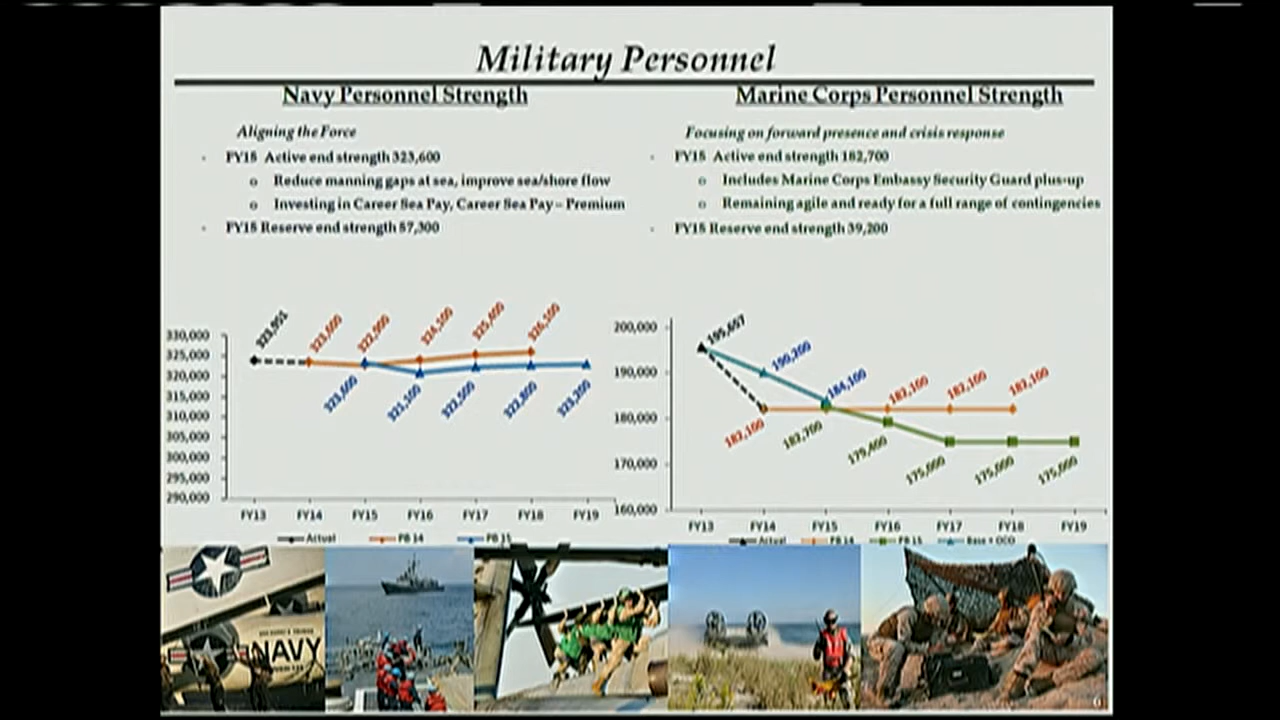 Military Personnel
Navy Personnel Strength
Aligning the Force
FY15 Active end strength 323,600
o Reduce manning gaps at sea, improve sea/shore flow
o Investing in Career Sea Pay, Career Sea Pay – Premium
FY15 Reserve end strength 57,300
Marine Corps Personnel Strength
Focusing on forward presence and crisis response
FY15 Active end strength 182,700
o Includes Marine Corps Embassy Security Guard plus-up
o Remaining agile and ready for a full range of contingencies
FY15 Reserve end strength 39,200
330,000
325,000
320,000
315,000
310,000
305,000
300,000
295,000
290,000
323,951
323,600
322,900
324,100
325,400
326,100
323,600
321,100
322,500
322,800
323,200
FY13 FY14 FY15 FY16 FY17 FY18 FY19
Actual PB 14 PB 15
200,000
190,000
180,000
170,000
160,000
195,657
190,200
184,100
182,100
182,100
182,100
182,100
182,700
179,400
175,000
175,000
175,000
FY13 FY14 FY15 FY16 FY17 FY18 FY19
Actual PB 14 PB 15 Base + OCO
NAVY